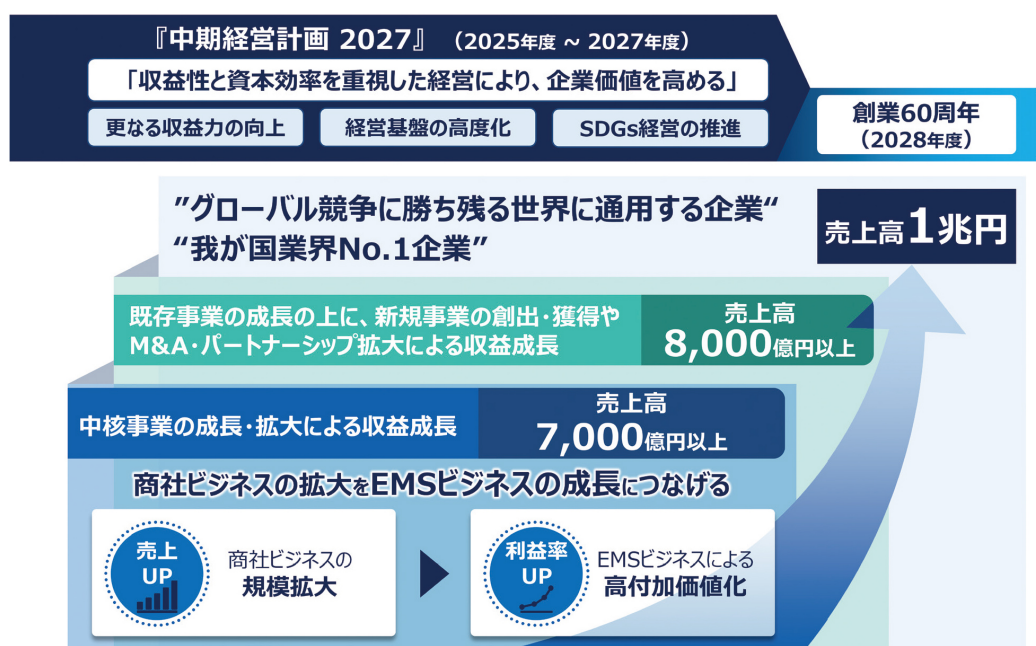 『中期経営計画 2027』 （2025年度 ~ 2027年度）
「収益性と資本効率を重視した経営により、企業価値を高める」
更なる収益力の向上
経営基盤の高度化
SDGs経営の推進
創業60周年
（2028年度）
”グローバル競争に勝ち残る世界に通用する企業“
“我が国業界No.1企業”
売上高1兆円
既存事業の成長の上に、新規事業の創出・獲得や
M&A・パートナーシップ拡大による収益成長
売上高
8,000億円以上
中核事業の成長・拡大による収益成長
売上高
7,000億円以上
商社ビジネスの拡大をEMSビジネスの成長につなげる
売上
UP
商社ビジネスの
規模拡大
利益率
UP
EMSビジネスによる
高付加価値化